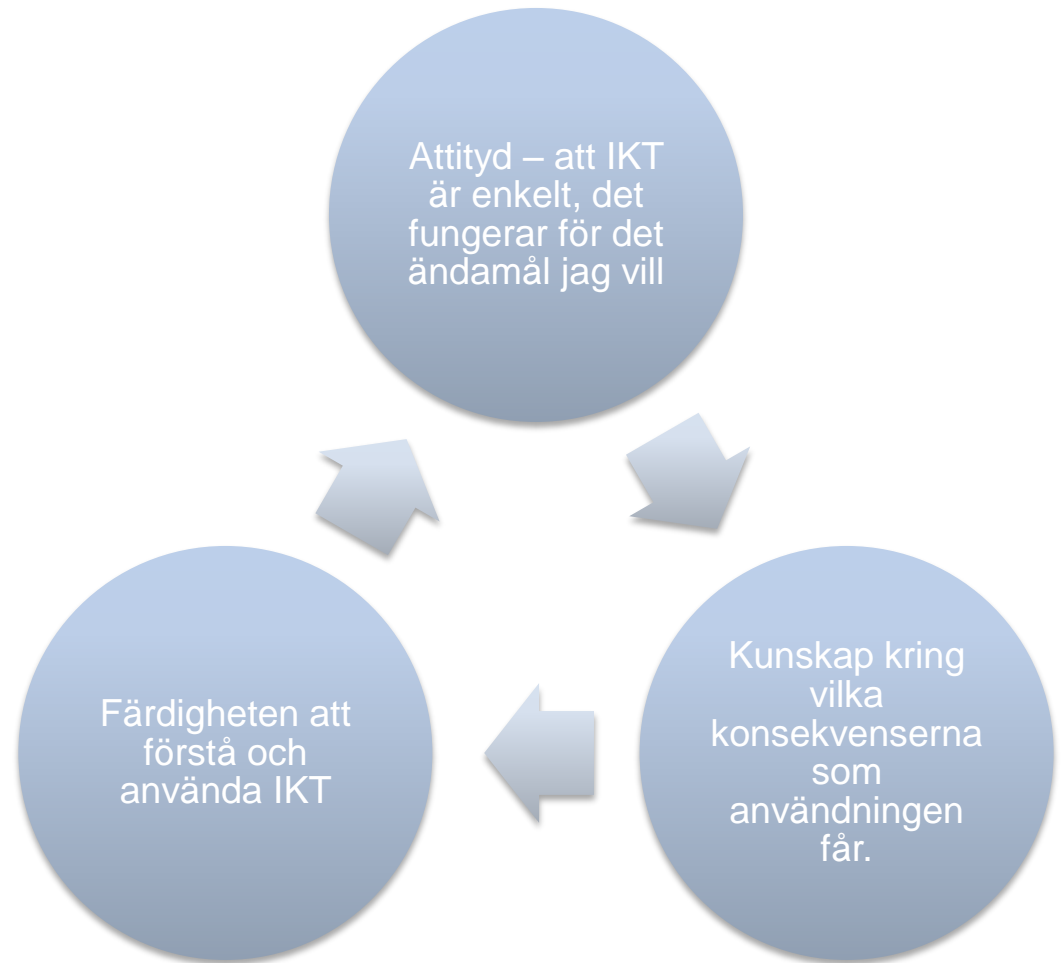 Attityd – att IKT
är enkelt, det
fungerar för det
ändamål jag vill
Kunskap kring
vilka
konsekvenserna
som
användningen
får.
Färdigheten att
förstå och
använda IKT